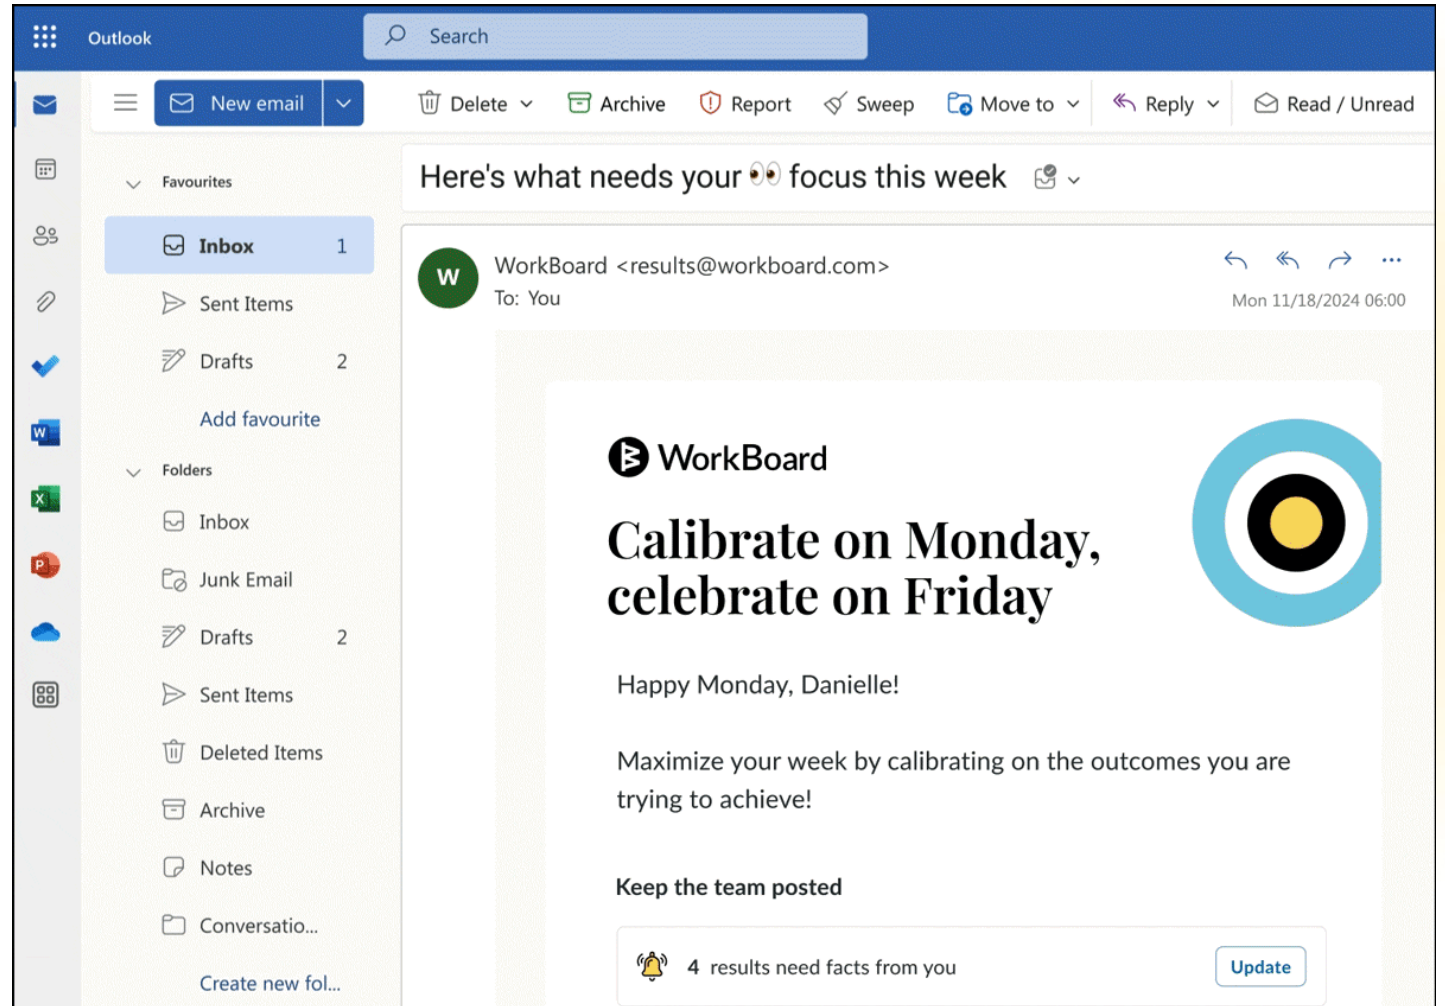 Outlook
Search
New email
Delete
Archive
Report
Sweep
Move to
Reply
Read / Unread
Favourites
Inbox 1
Sent Items
Drafts 2
Add favourite
Folders
Inbox
Junk Email
Drafts 2
Sent Items
Deleted Items
Archive
Notes
Conversatio...
Create new fol...
Here's what needs your 👀 focus this week
W
WorkBoard <results@workboard.com>
To: You
Mon 11/18/2024 06:00
WorkBoard
Calibrate on Monday,
celebrate on Friday
Happy Monday, Danielle!
Maximize your week by calibrating on the outcomes you are
trying to achieve!
Keep the team posted
4 results need facts from you
Update
W
X
P